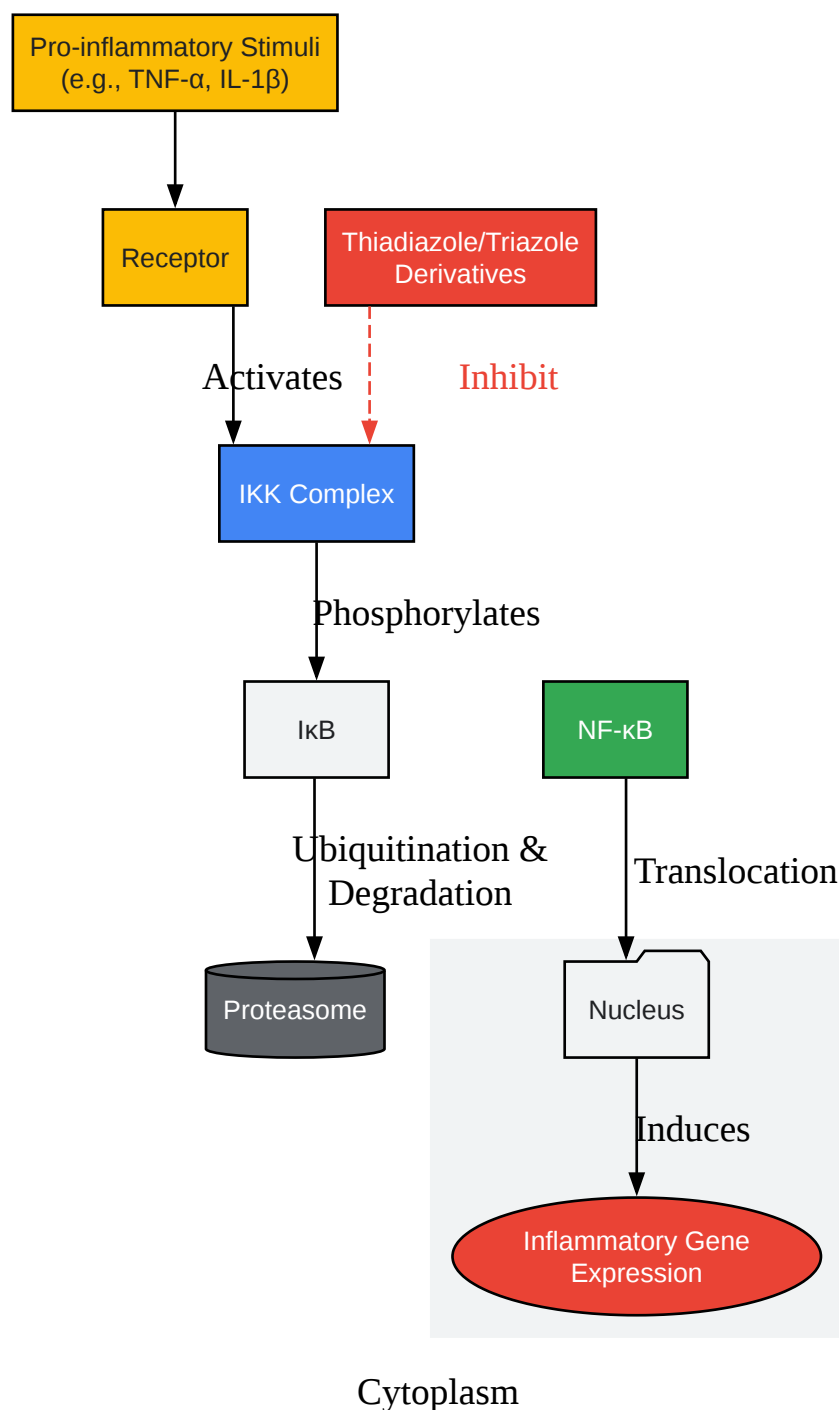 Pro-inflammatory Stimuli
(e.g., TNF-α, IL-1β)
Receptor
Thiadiazole/Triazole
Derivatives
Activates
Inhibit
IKK Complex
Phosphorylates
IκB
NF-κB
Ubiquitination &
Degradation
Translocation
Proteasome
Nucleus
Induces
Inflammatory Gene
Expression
Cytoplasm